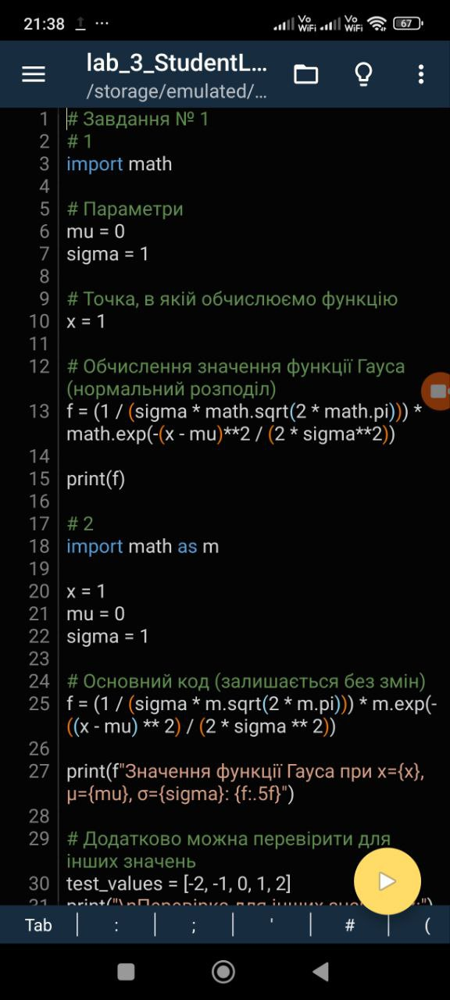 21:38
Vo WiFi
Vo WiFi
67
lab_3_StudentL...
/storage/emulated/...
1 # Завдання № 1
2 # 1
3 import math
4
5 # Параметри
6 mu = 0
7 sigma = 1
8
9 # Точка, в якій обчислюємо функцію
10 x = 1
11
12 # Обчислення значення функції Гауса
(нормальний розподіл)
13 f = (1 / (sigma * math.sqrt(2 * math.pi))) *
math.exp(-(x - mu)**2 / (2 * sigma**2))
14
15 print(f)
16
17 # 2
18 import math as m
19
20 x = 1
21 mu = 0
22 sigma = 1
23
24 # Основний код (залишається без змін)
25 f = (1 / (sigma * m.sqrt(2 * m.pi))) * m.exp(-
((x - mu) ** 2) / (2 * sigma ** 2))
26
27 print(f"Значення функції Гауса при x={x},
μ={mu}, σ={sigma}: {f:.5f}")
28
29 # Додатково можна перевірити для
інших значень
30 test_values = [-2, -1, 0, 1, 2]
31 print("\nПеревірка для інших
Tab : ; ' # (